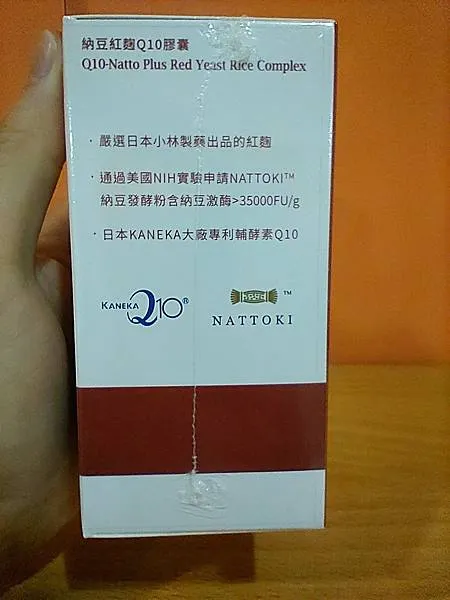 納豆紅麴Q10膠囊
Q10-Natto Plus Red Yeast Rice Complex
· 嚴選日本小林製藥出品的紅麴
· 通過美國NIH實驗申請NATTOKI™
納豆發酵粉含納豆激酶>35000FU/g
· 日本KANEKA大廠專利輔酵素Q10
KANEKA Q10®
™
NATTOKI